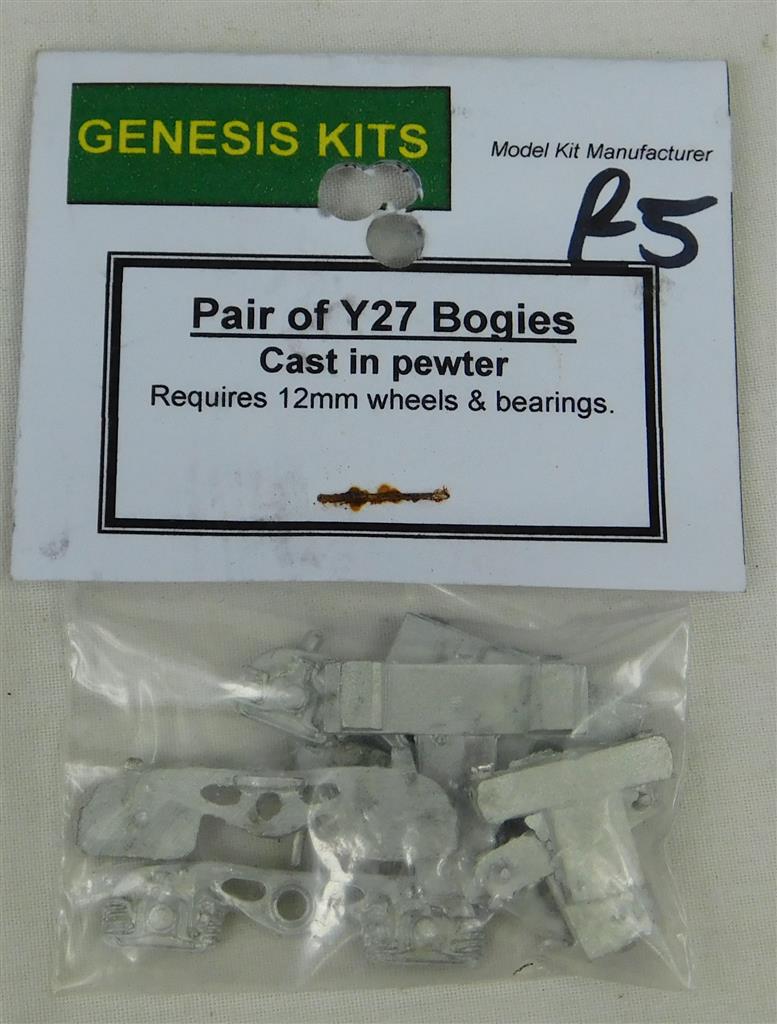 GENESIS KITS
Model Kit Manufacturer
£5
Pair of Y27 Bogies
Cast in pewter
Requires 12mm wheels & bearings.